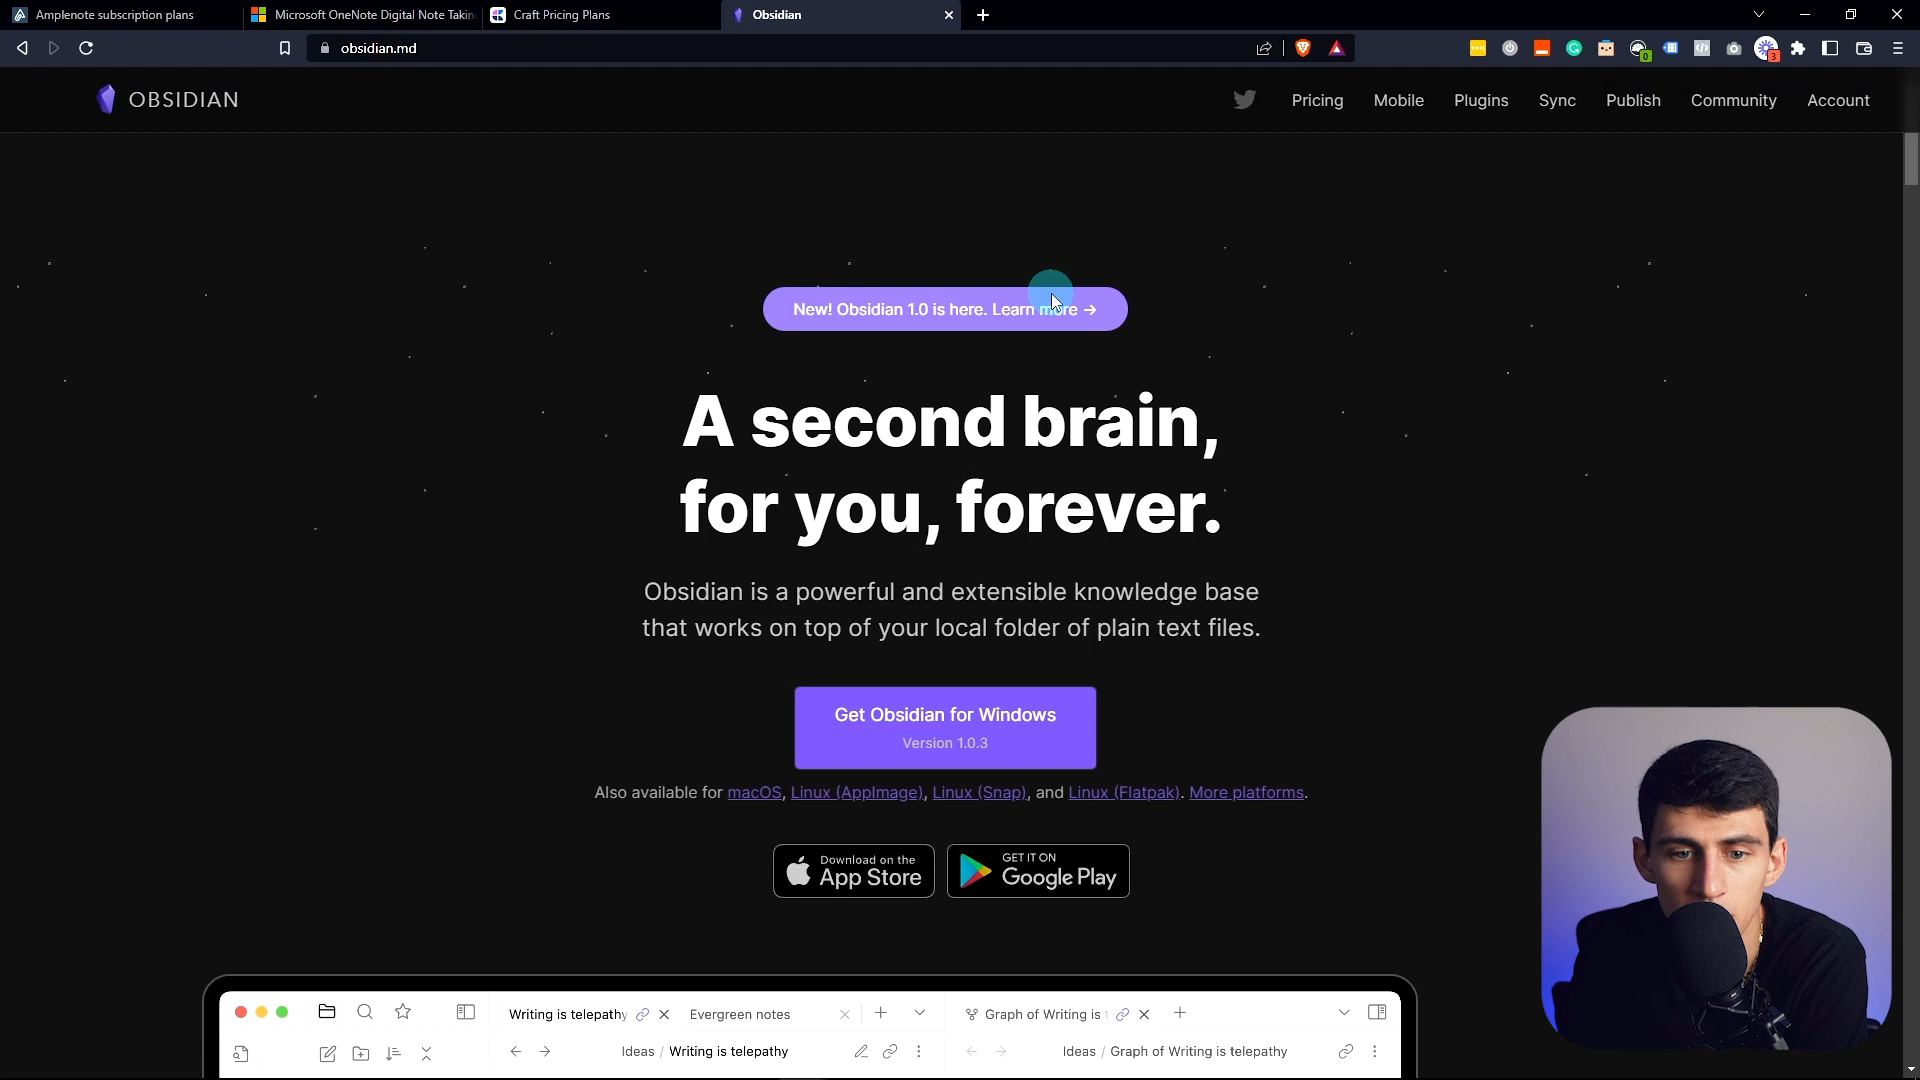 Amplenote subscription plans
Microsoft OneNote Digital Note Takin
Craft Pricing Plans
Obsidian
obsidian.md
0
3
OBSIDIAN
Pricing
Mobile
Plugins
Sync
Publish
Community
Account
New! Obsidian 1.0 is here. Learn more →
A second brain,
for you, forever.
Obsidian is a powerful and extensible knowledge base
that works on top of your local folder of plain text files.
Get Obsidian for Windows
Version 1.0.3
Also available for macOS, Linux (AppImage), Linux (Snap), and Linux (Flatpak). More platforms.
Download on the
App Store
GET IT ON
Google Play
Writing is telepathy
Evergreen notes
Graph of Writing is
Ideas / Writing is telepathy
Ideas / Graph of Writing is telepathy